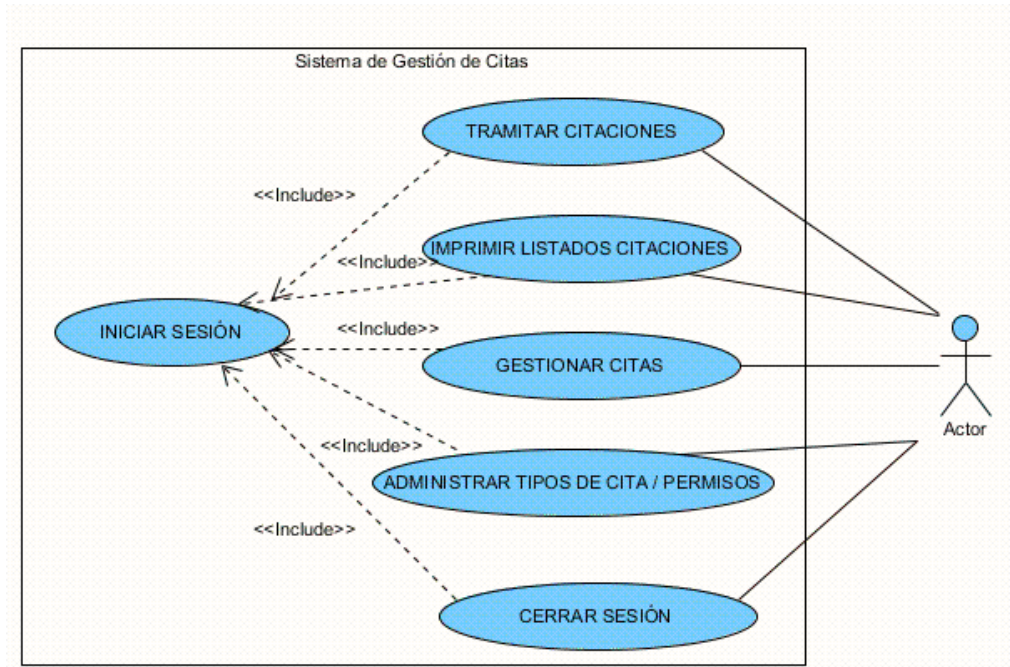 Sistema de Gestión de Citas
TRAMITAR CITACIONES
<<Include>>
IMPRIMIR LISTADOS CITACIONES
<<Include>>
INICIAR SESIÓN
<<Include>>
GESTIONAR CITAS
Actor
<<Include>>
ADMINISTRAR TIPOS DE CITA / PERMISOS
<<Include>>
CERRAR SESIÓN